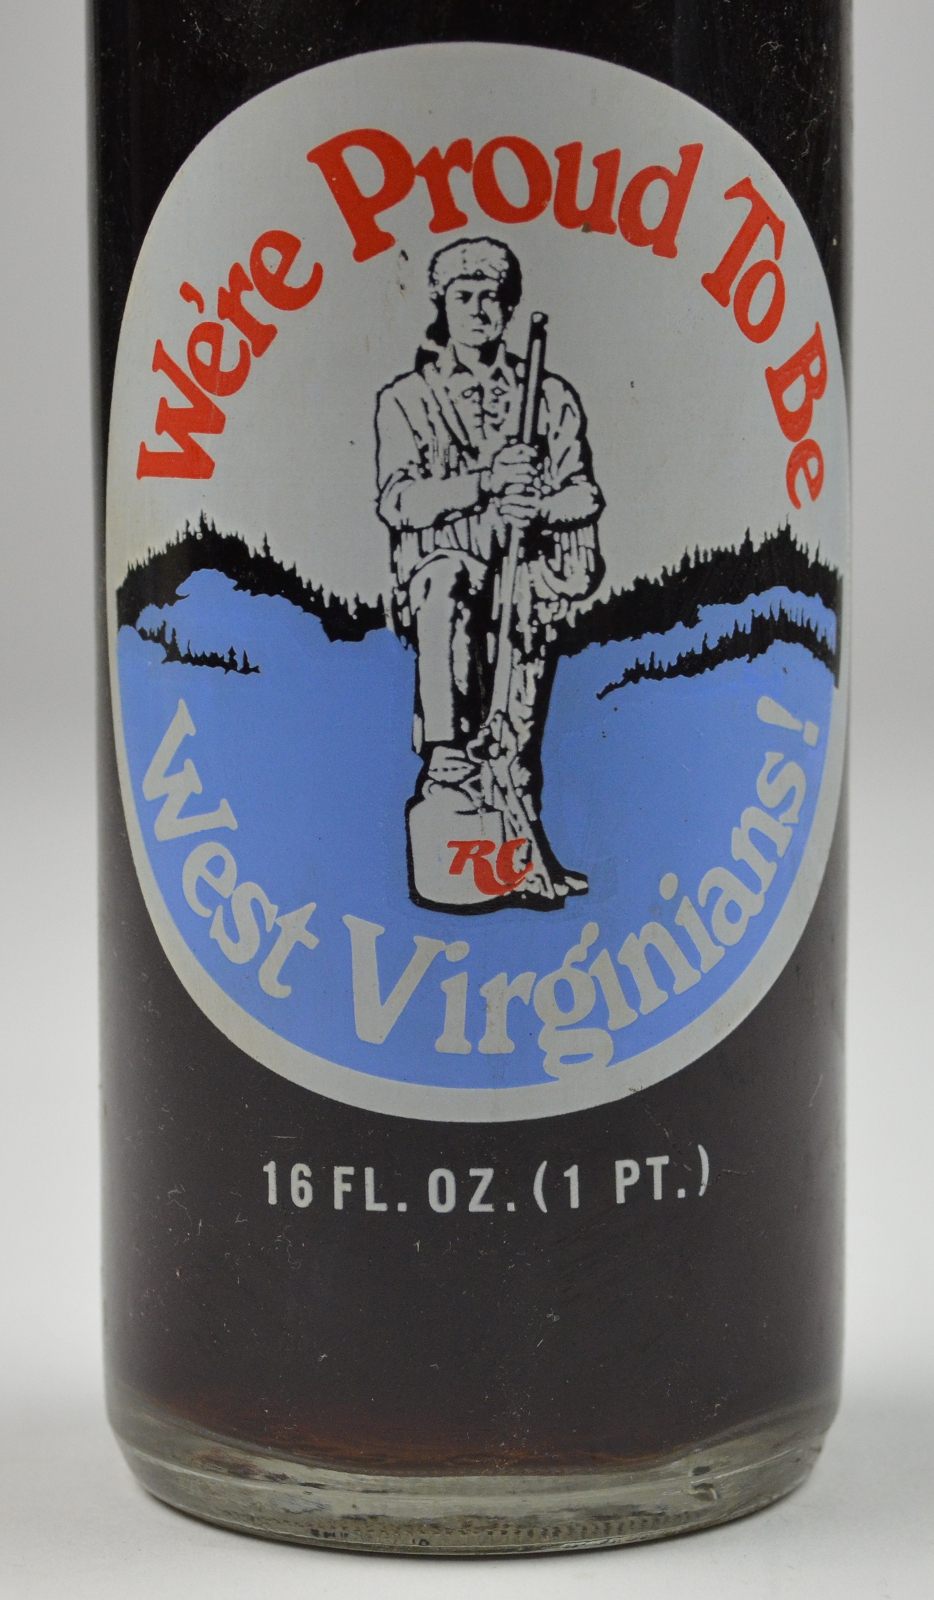 We're Proud To Be
RC
West Virginians!
16 FL. OZ. (1 PT.)